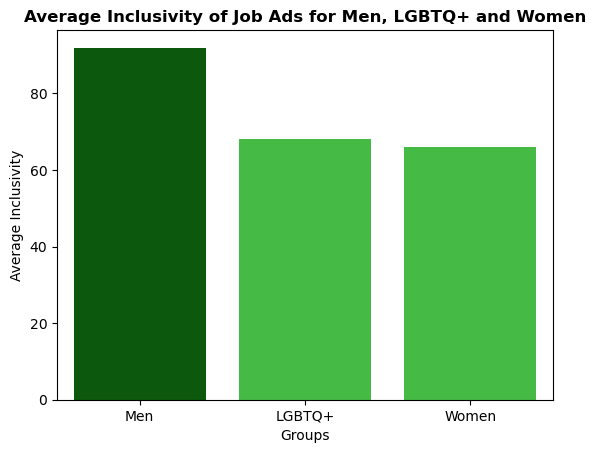 Average Inclusivity of Job Ads for Men, LGBTQ+ and Women
Average Inclusivity
80
60
40
20
0
Men LGBTQ+ Women
Groups